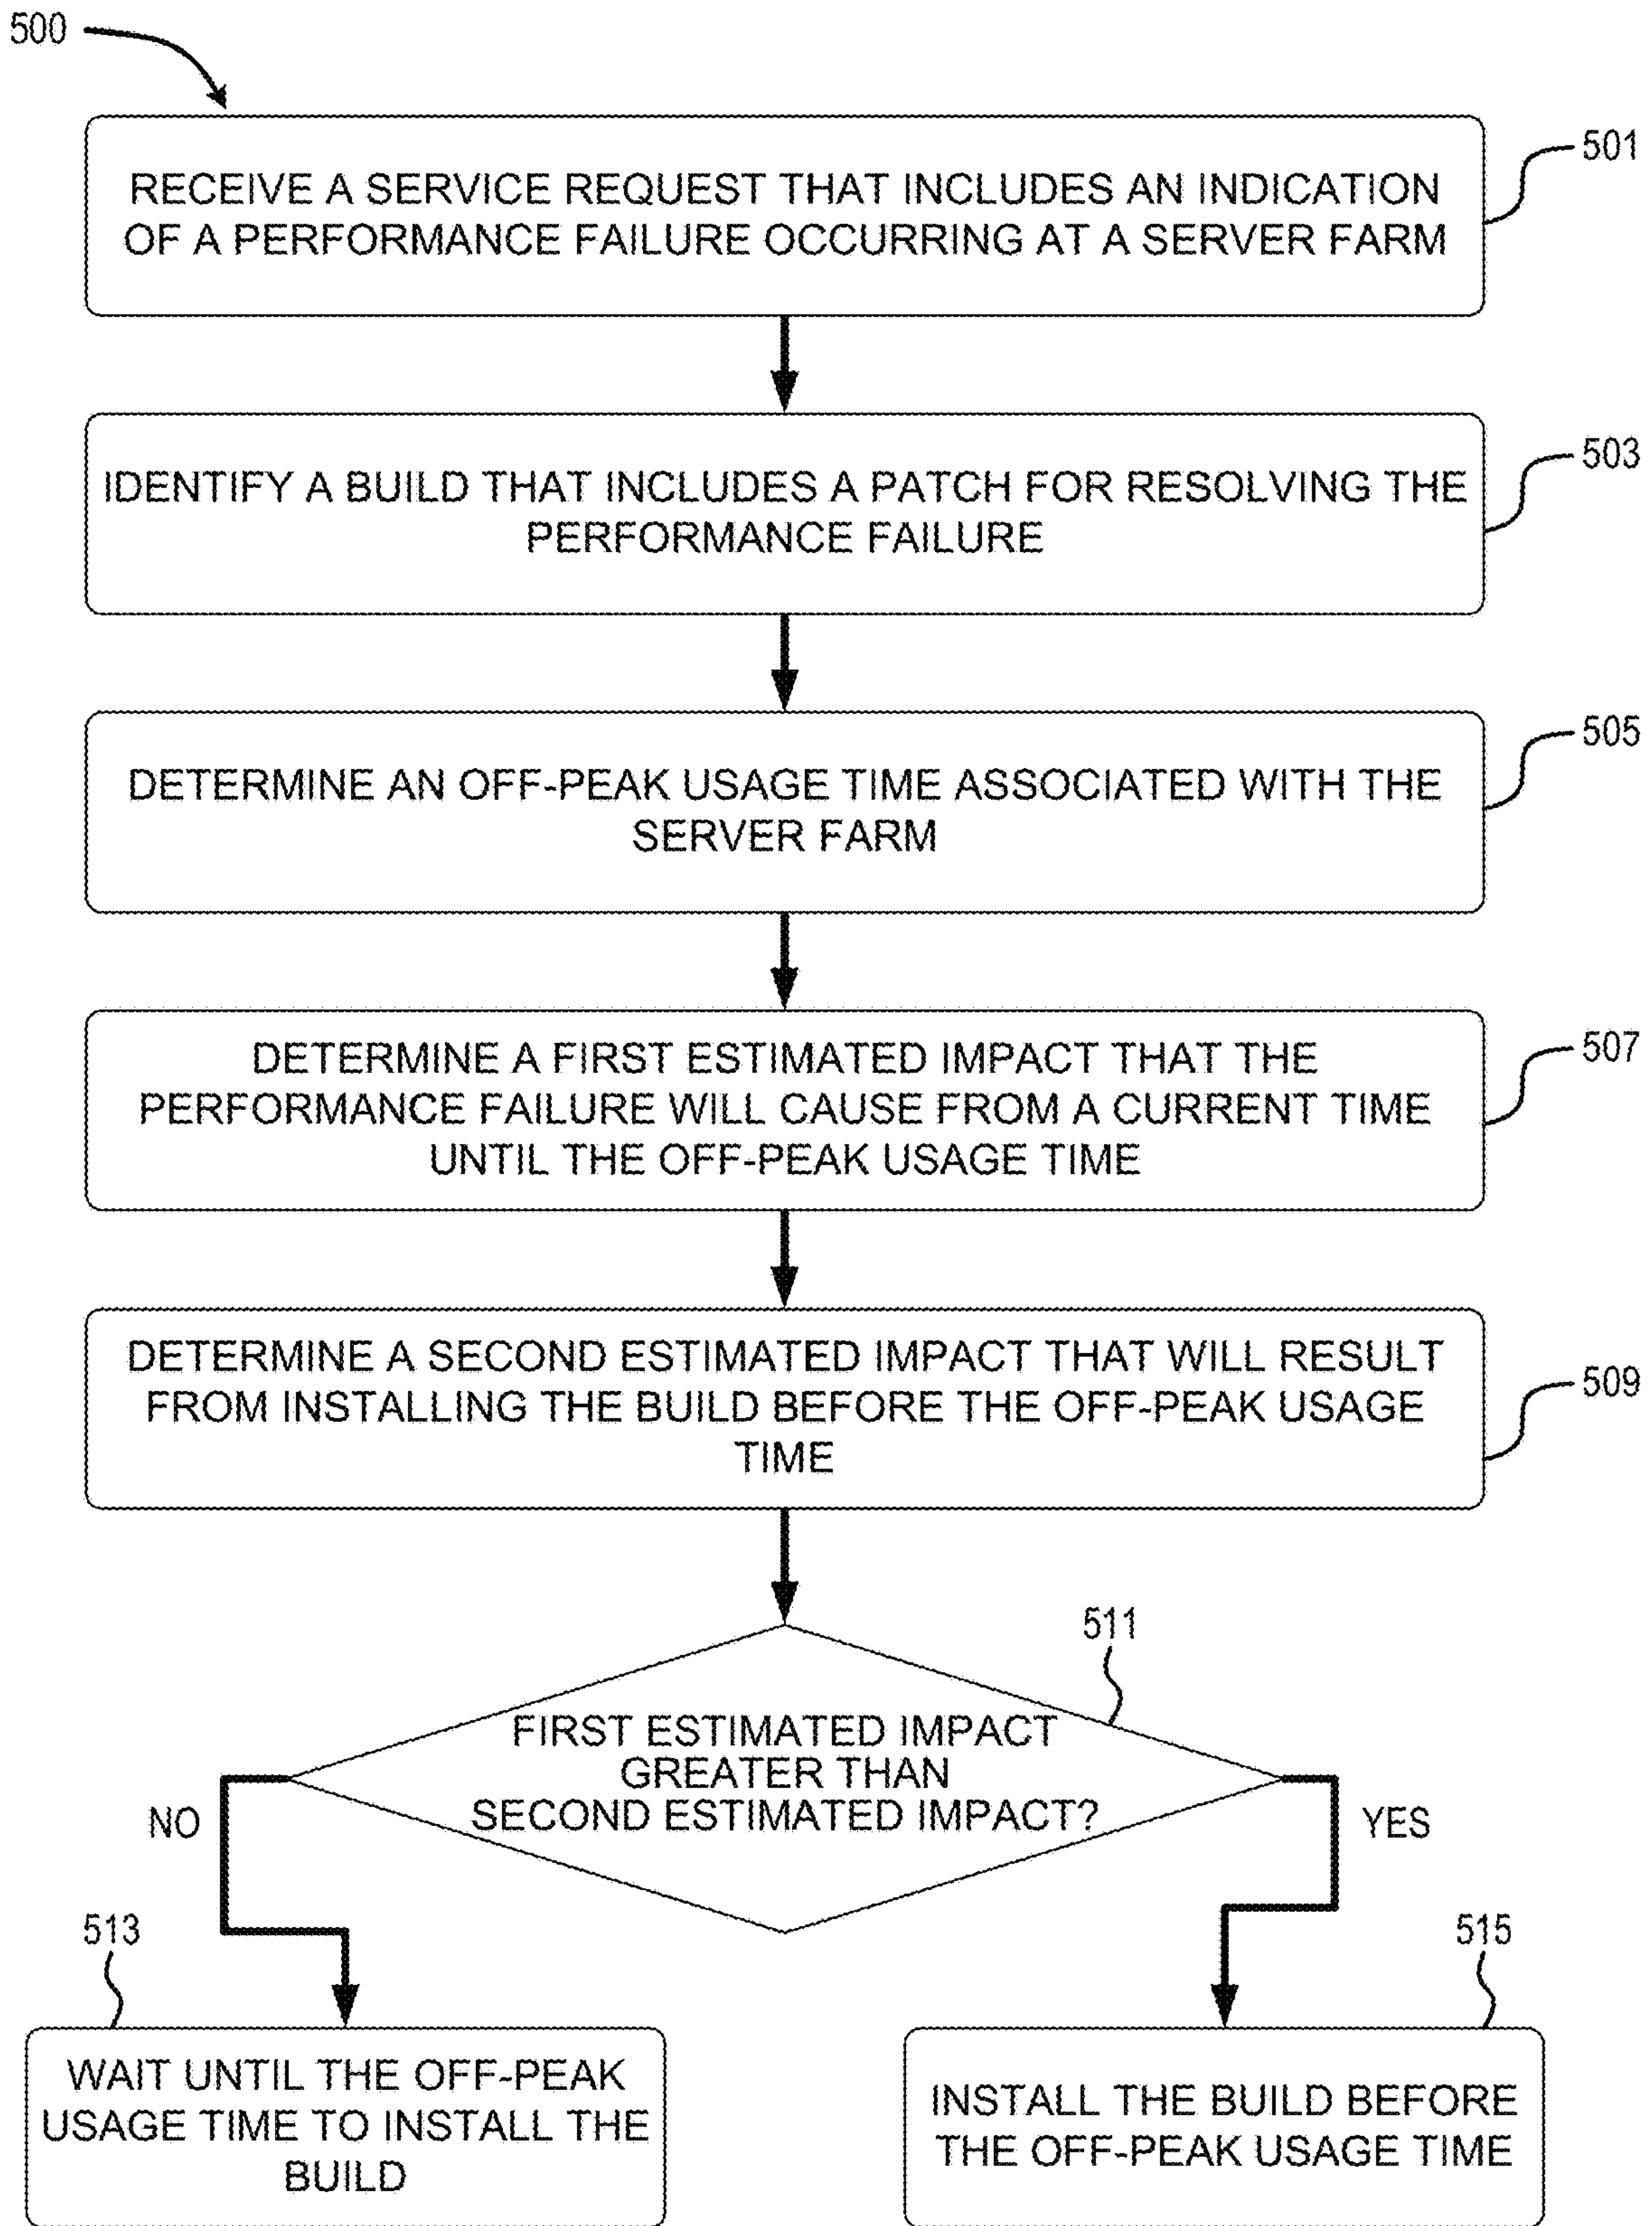 500
501
RECEIVE A SERVICE REQUEST THAT INCLUDES AN INDICATION
OF A PERFORMANCE FAILURE OCCURRING AT A SERVER FARM
503
IDENTIFY A BUILD THAT INCLUDES A PATCH FOR RESOLVING THE
PERFORMANCE FAILURE
505
DETERMINE AN OFF-PEAK USAGE TIME ASSOCIATED WITH THE
SERVER FARM
507
DETERMINE A FIRST ESTIMATED IMPACT THAT THE
PERFORMANCE FAILURE WILL CAUSE FROM A CURRENT TIME
UNTIL THE OFF-PEAK USAGE TIME
509
DETERMINE A SECOND ESTIMATED IMPACT THAT WILL RESULT
FROM INSTALLING THE BUILD BEFORE THE OFF-PEAK USAGE
TIME
511
FIRST ESTIMATED IMPACT
GREATER THAN
SECOND ESTIMATED IMPACT?
NO
YES
513
WAIT UNTIL THE OFF-PEAK
USAGE TIME TO INSTALL THE
BUILD
515
INSTALL THE BUILD BEFORE
THE OFF-PEAK USAGE TIME